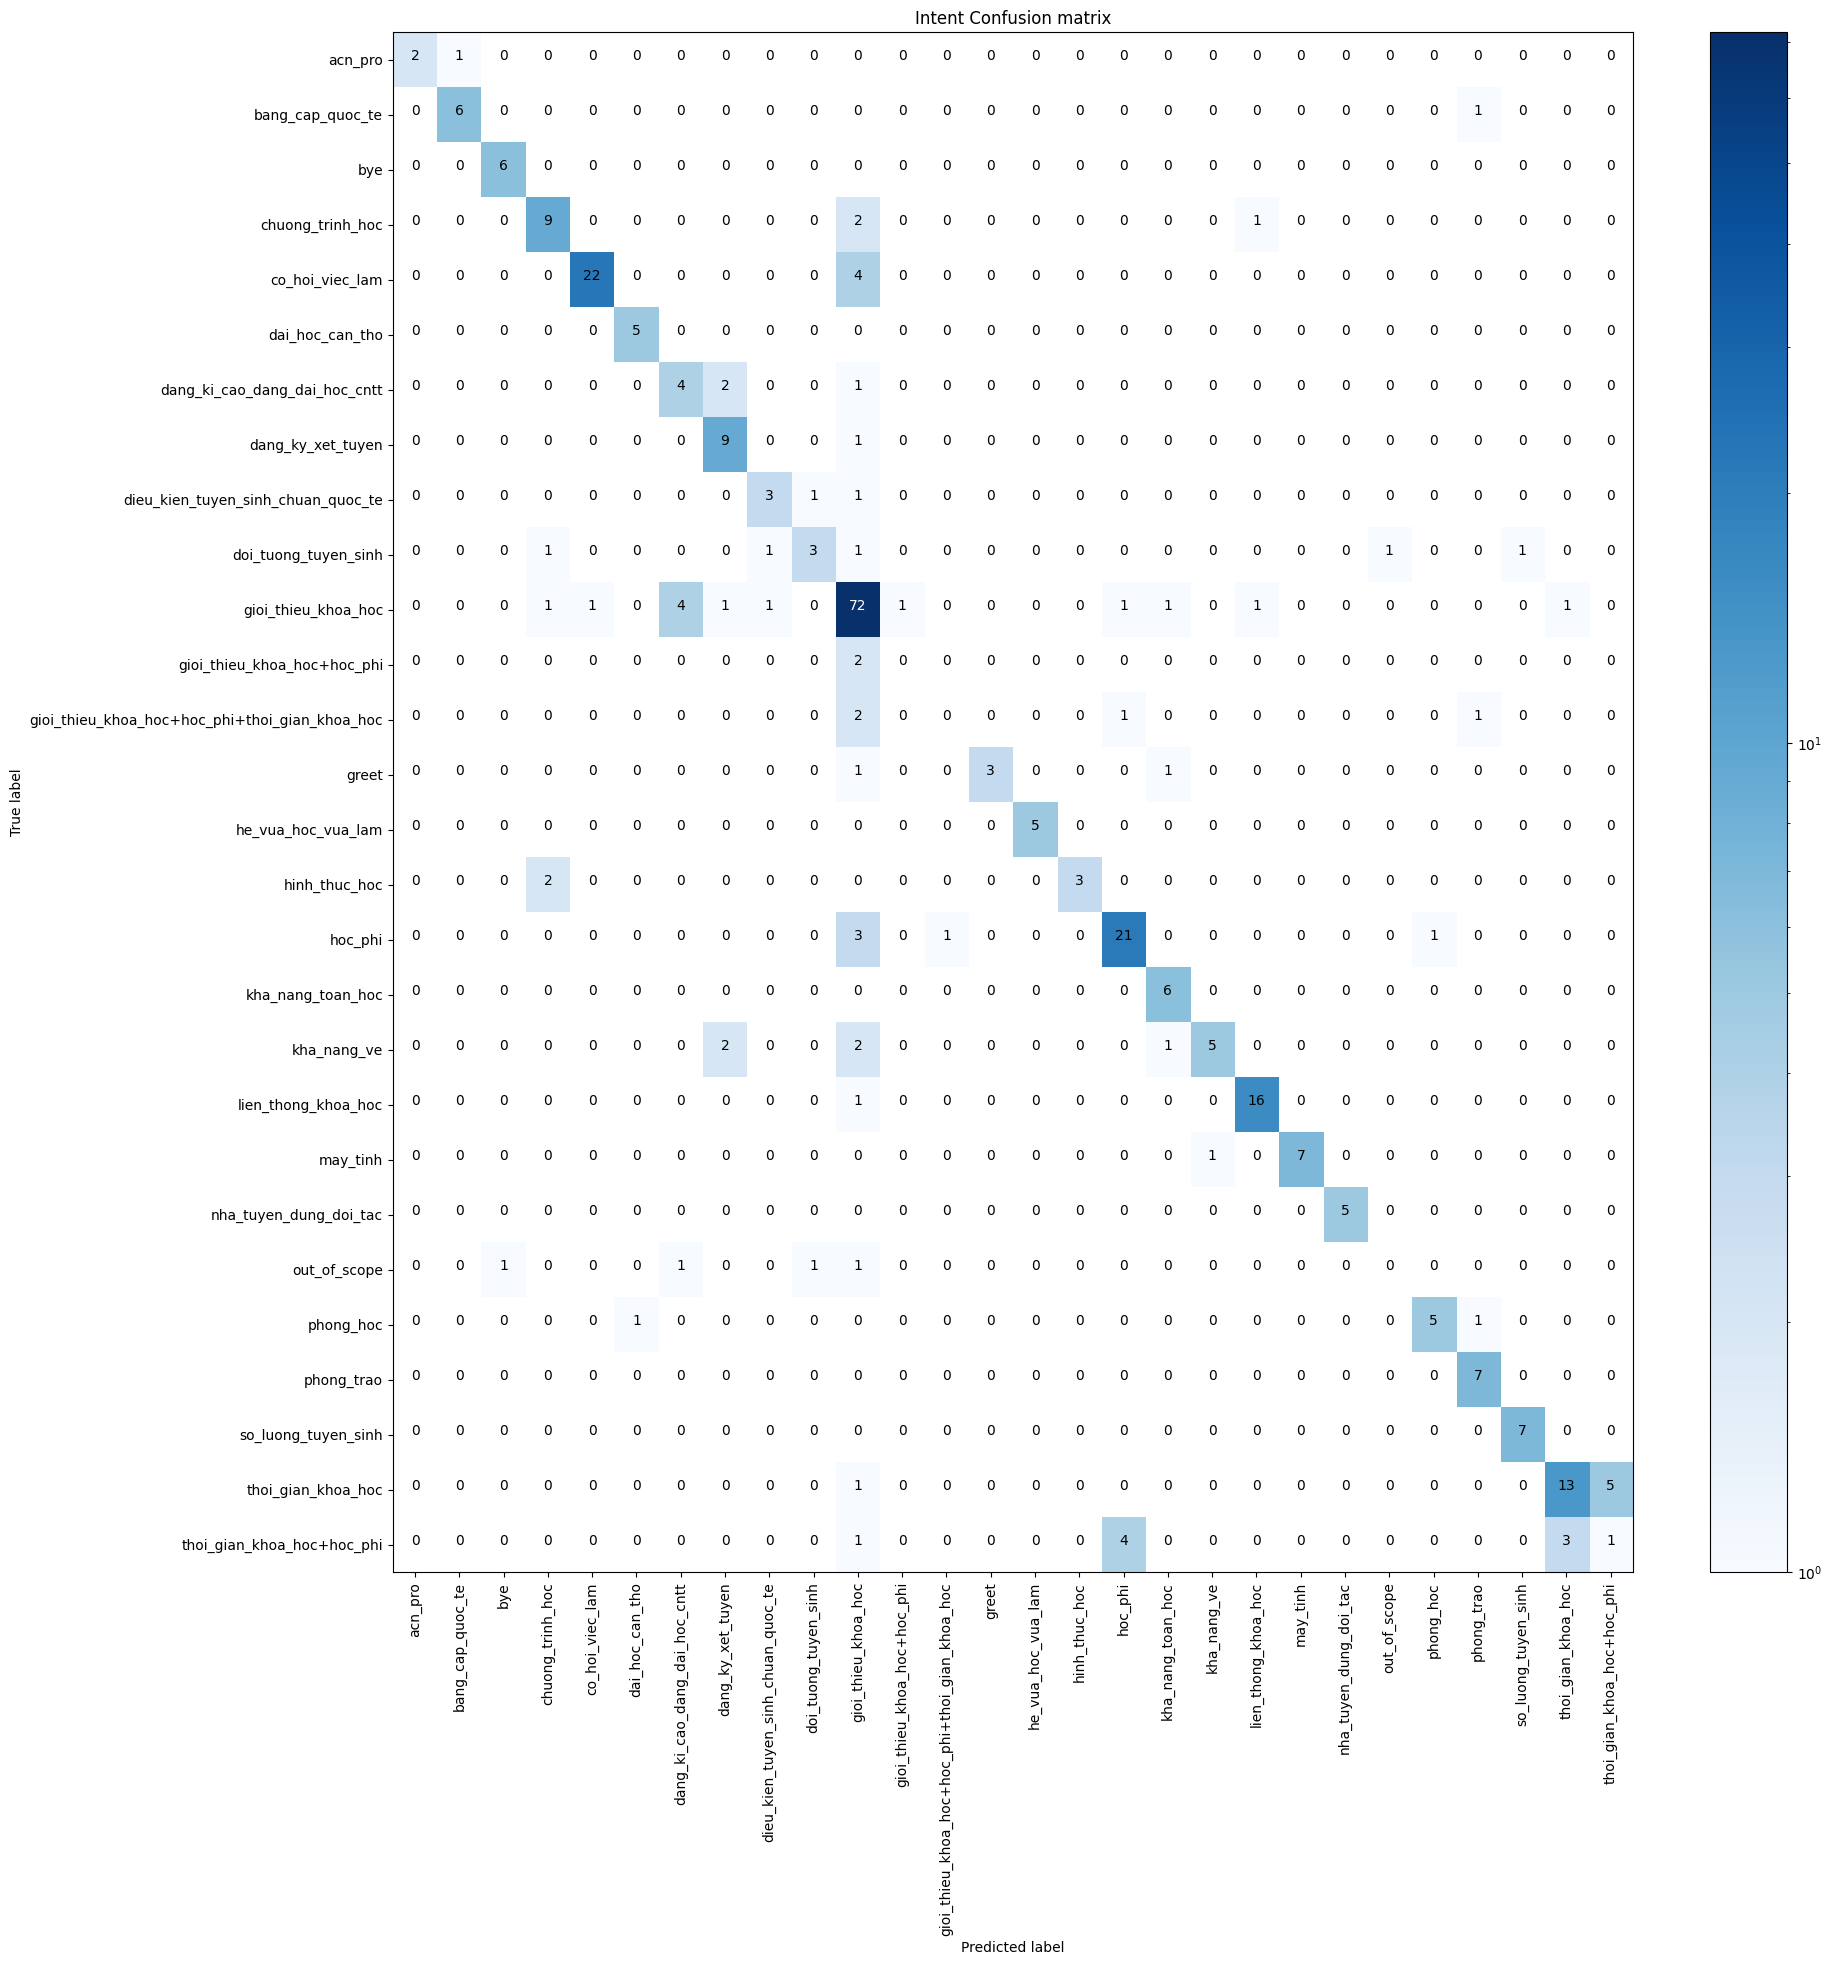 Intent Confusion matrix
acn_pro 2 1 0 0 0 0 0 0 0 0 0 0 0 0 0 0 0 0 0 0 0 0 0 0 0 0 0 0
bang_cap_quoc_te 0 6 0 0 0 0 0 0 0 0 0 0 0 0 0 0 0 0 0 0 0 0 0 0 1 0 0 0
bye 0 0 6 0 0 0 0 0 0 0 0 0 0 0 0 0 0 0 0 0 0 0 0 0 0 0 0 0
chuong_trinh_hoc 0 0 0 9 0 0 0 0 0 0 2 0 0 0 0 0 0 0 0 1 0 0 0 0 0 0 0 0
co_hoi_viec_lam 0 0 0 0 22 0 0 0 0 0 4 0 0 0 0 0 0 0 0 0 0 0 0 0 0 0 0 0
dai_hoc_can_tho 0 0 0 0 0 5 0 0 0 0 0 0 0 0 0 0 0 0 0 0 0 0 0 0 0 0 0 0
dang_ki_cao_dang_dai_hoc_cntt 0 0 0 0 0 0 4 2 0 0 1 0 0 0 0 0 0 0 0 0 0 0 0 0 0 0 0 0
dang_ky_xet_tuyen 0 0 0 0 0 0 0 9 0 0 1 0 0 0 0 0 0 0 0 0 0 0 0 0 0 0 0 0
dieu_kien_tuyen_sinh_chuan_quoc_te 0 0 0 0 0 0 0 0 3 1 1 0 0 0 0 0 0 0 0 0 0 0 0 0 0 0 0 0
doi_tuong_tuyen_sinh 0 0 0 1 0 0 0 0 1 3 1 0 0 0 0 0 0 0 0 0 0 0 1 0 0 1 0 0
gioi_thieu_khoa_hoc 0 0 0 1 1 0 4 1 1 0 72 1 0 0 0 0 1 1 0 1 0 0 0 0 0 0 1 0
gioi_thieu_khoa_hoc+hoc_phi 0 0 0 0 0 0 0 0 0 0 2 0 0 0 0 0 0 0 0 0 0 0 0 0 0 0 0 0
gioi_thieu_khoa_hoc+hoc_phi+thoi_gian_khoa_hoc 0 0 0 0 0 0 0 0 0 0 2 0 0 0 0 0 1 0 0 0 0 0 0 0 1 0 0 0
greet 0 0 0 0 0 0 0 0 0 0 1 0 0 3 0 0 0 1 0 0 0 0 0 0 0 0 0 0
he_vua_hoc_vua_lam 0 0 0 0 0 0 0 0 0 0 0 0 0 0 5 0 0 0 0 0 0 0 0 0 0 0 0 0
hinh_thuc_hoc 0 0 0 2 0 0 0 0 0 0 0 0 0 0 0 3 0 0 0 0 0 0 0 0 0 0 0 0
hoc_phi 0 0 0 0 0 0 0 0 0 0 3 0 1 0 0 0 21 0 0 0 0 0 0 1 0 0 0 0
kha_nang_toan_hoc 0 0 0 0 0 0 0 0 0 0 0 0 0 0 0 0 0 6 0 0 0 0 0 0 0 0 0 0
kha_nang_ve 0 0 0 0 0 0 0 2 0 0 2 0 0 0 0 0 0 1 5 0 0 0 0 0 0 0 0 0
lien_thong_khoa_hoc 0 0 0 0 0 0 0 0 0 0 1 0 0 0 0 0 0 0 0 16 0 0 0 0 0 0 0 0
may_tinh 0 0 0 0 0 0 0 0 0 0 0 0 0 0 0 0 0 0 1 0 7 0 0 0 0 0 0 0
nha_tuyen_dung_doi_tac 0 0 0 0 0 0 0 0 0 0 0 0 0 0 0 0 0 0 0 0 0 5 0 0 0 0 0 0
out_of_scope 0 0 1 0 0 0 1 0 0 1 1 0 0 0 0 0 0 0 0 0 0 0 0 0 0 0 0 0
phong_hoc 0 0 0 0 0 1 0 0 0 0 0 0 0 0 0 0 0 0 0 0 0 0 0 5 1 0 0 0
phong_trao 0 0 0 0 0 0 0 0 0 0 0 0 0 0 0 0 0 0 0 0 0 0 0 0 7 0 0 0
so_luong_tuyen_sinh 0 0 0 0 0 0 0 0 0 0 0 0 0 0 0 0 0 0 0 0 0 0 0 0 0 7 0 0
thoi_gian_khoa_hoc 0 0 0 0 0 0 0 0 0 0 1 0 0 0 0 0 0 0 0 0 0 0 0 0 0 0 13 5
thoi_gian_khoa_hoc+hoc_phi 0 0 0 0 0 0 0 0 0 0 1 0 0 0 0 0 4 0 0 0 0 0 0 0 0 0 3 1
True label
acn_pro
bang_cap_quoc_te
bye
chuong_trinh_hoc
co_hoi_viec_lam
dai_hoc_can_tho
dang_ki_cao_dang_dai_hoc_cntt
dang_ky_xet_tuyen
dieu_kien_tuyen_sinh_chuan_quoc_te
doi_tuong_tuyen_sinh
gioi_thieu_khoa_hoc
gioi_thieu_khoa_hoc+hoc_phi
gioi_thieu_khoa_hoc+hoc_phi+thoi_gian_khoa_hoc
greet
he_vua_hoc_vua_lam
hinh_thuc_hoc
hoc_phi
kha_nang_toan_hoc
kha_nang_ve
lien_thong_khoa_hoc
may_tinh
nha_tuyen_dung_doi_tac
out_of_scope
phong_hoc
phong_trao
so_luong_tuyen_sinh
thoi_gian_khoa_hoc
thoi_gian_khoa_hoc+hoc_phi
Predicted label
10¹
10⁰